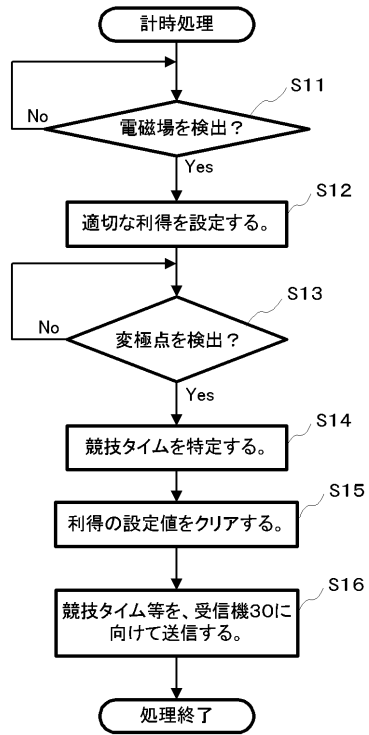 計時処理
S11
電磁場を検出？
No
Yes
S12
適切な利得を設定する。
S13
変極点を検出？
No
Yes
S14
競技タイムを特定する。
S15
利得の設定値をクリアする。
S16
競技タイム等を、受信機30に
向けて送信する。
処理終了